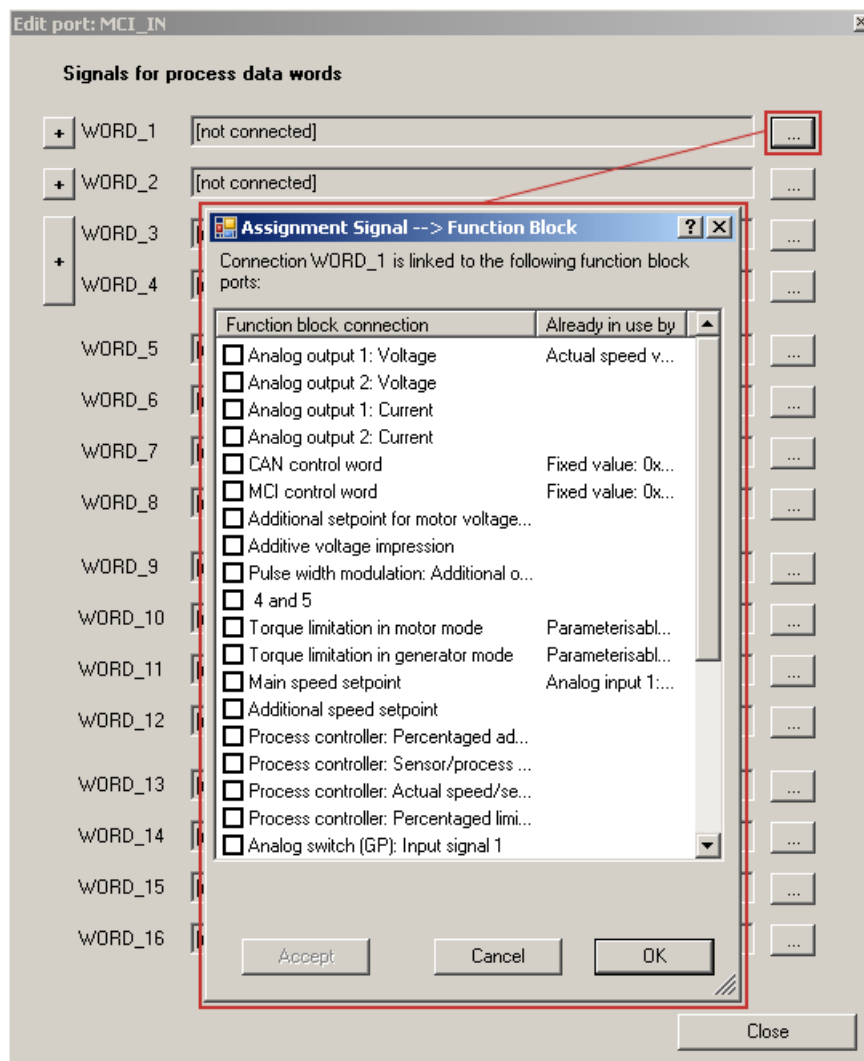 Edit port: MCI_IN
Signals for process data words
+ WORD_1 [not connected] ...
+ WORD_2 [not connected] ...
Assignment Signal --> Function Block ?
Connection WORD_1 is linked to the following function block
ports:
Function block connection Already in use by
Analog output 1: Voltage Actual speed v...
Analog output 2: Voltage
Analog output 1: Current
Analog output 2: Current
CAN control word Fixed value: 0x...
MCI control word Fixed value: 0x...
Additional setpoint for motor voltage...
Additive voltage impression
Pulse width modulation: Additional o...
4 and 5
Torque limitation in motor mode Parameterisabl...
Torque limitation in generator mode Parameterisabl...
Main speed setpoint Analog input 1:...
Additional speed setpoint
Process controller: Percentaged ad...
Process controller: Sensor/process ...
Process controller: Actual speed/se...
Process controller: Percentaged limi...
Analog switch (GP): Input signal 1
Accept Cancel OK
+
WORD_3 ...
WORD_4 ...
WORD_5 ...
WORD_6 ...
WORD_7 ...
WORD_8 ...
WORD_9 ...
WORD_10 ...
WORD_11 ...
WORD_12 ...
WORD_13 ...
WORD_14 ...
WORD_15 ...
WORD_16 ...
Close